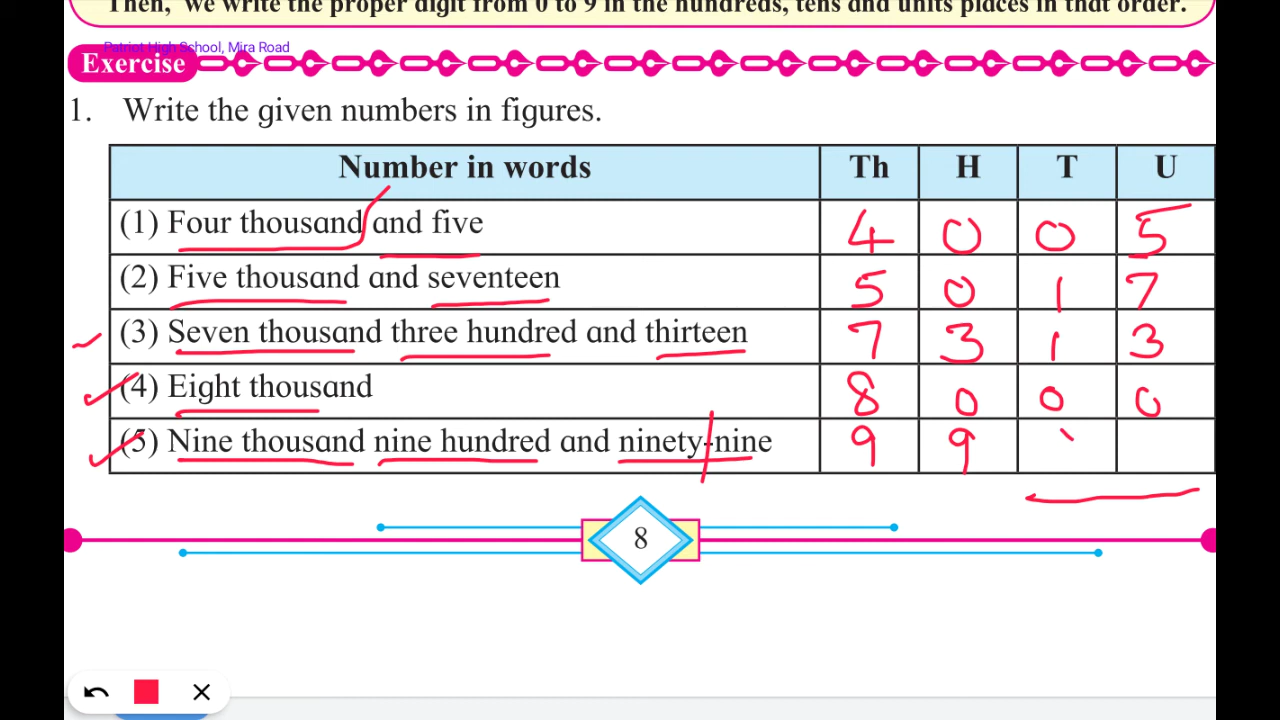 Then, we write the proper digit from 0 to 9 in the hundreds, tens and units places in that order.
Patriot High School, Mira Road
Exercise
1. Write the given numbers in figures.
Number in words Th H T U
(1) Four thousand and five 4 0 0 5
(2) Five thousand and seventeen 5 0 1 7
(3) Seven thousand three hundred and thirteen 7 3 1 3
(4) Eight thousand 8 0 0 0
(5) Nine thousand nine hundred and ninety-nine 9 9
8